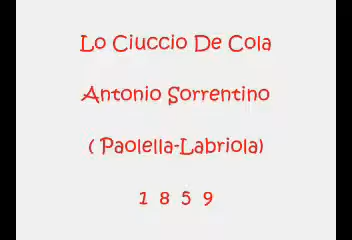 Lo Ciuccio De Cola
Antonio Sorrentino
( Paolella-Labriola)
1 8 5 9